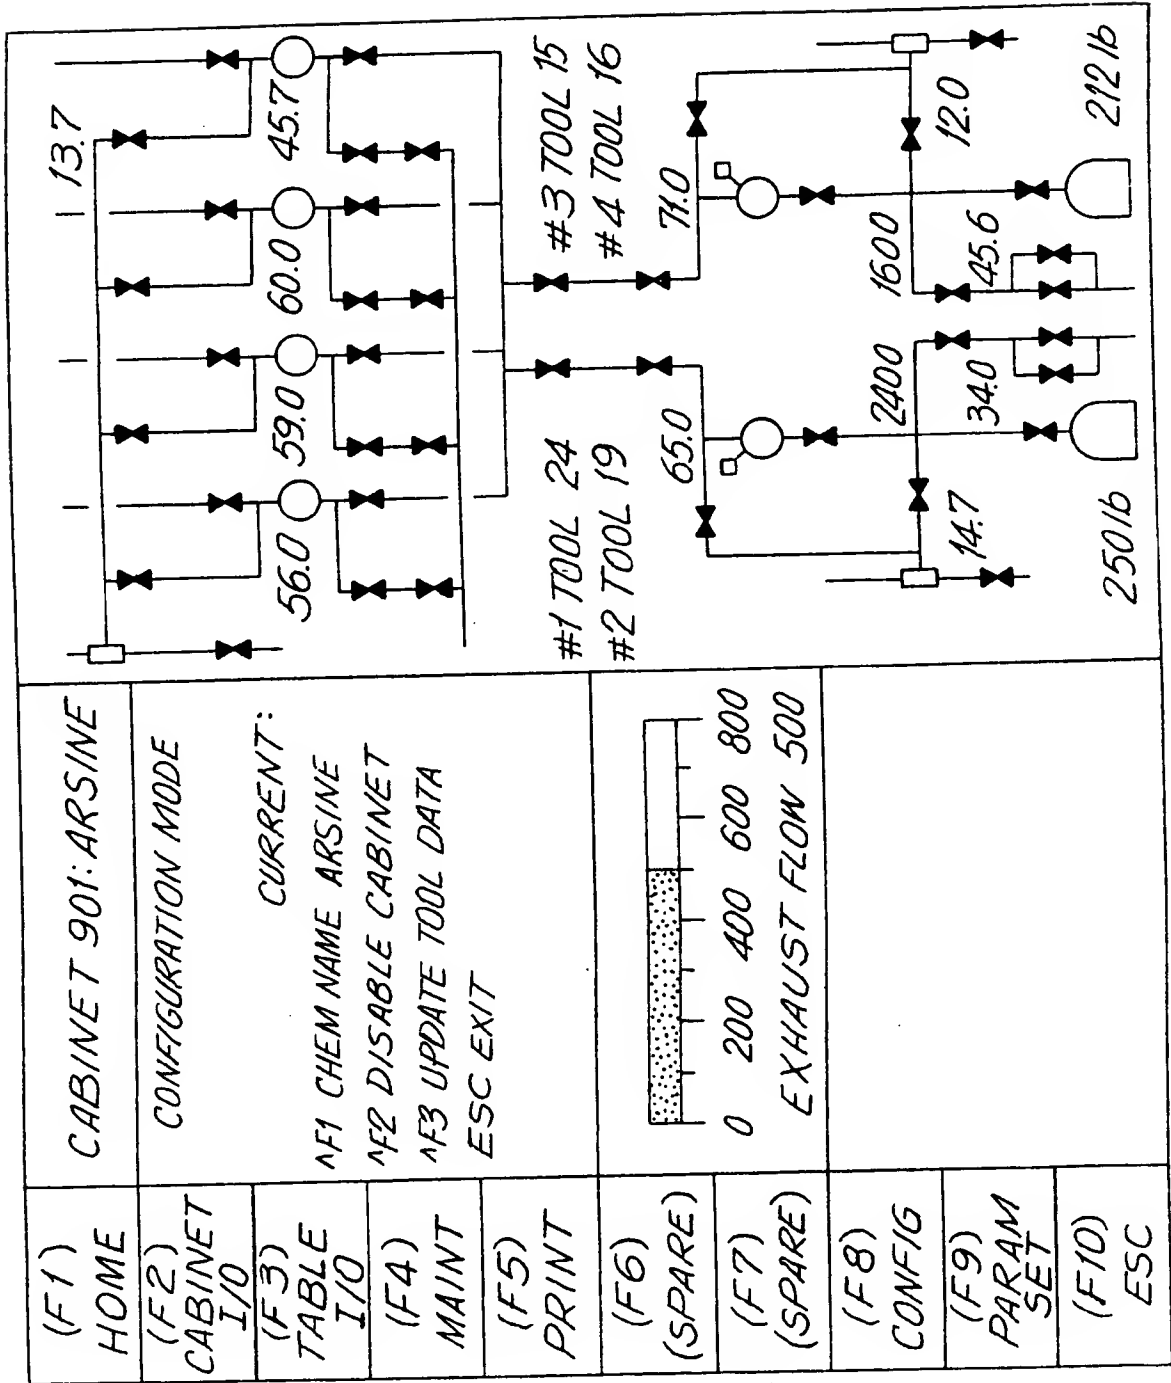 (F1)
HOME
(F2)
CABINET
I/O
(F3)
TABLE
I/O
(F4)
MAINT
(F5)
PRINT
(F6)
(SPARE)
(F7)
(SPARE)
(F8)
CONFIG
(F9)
PARAM
SET
(F10)
ESC
CABINET 901: ARSINE
CONFIGURATION MODE
CURRENT:
^F1 CHEM NAME ARSINE
^F2 DISABLE CABINET
^F3 UPDATE TOOL DATA
ESC EXIT
0 200 400 600 800
EXHAUST FLOW 500
13.7
56.0 59.0 60.0 45.7
#1 TOOL 24 #3 TOOL 15
#2 TOOL 19 #4 TOOL 16
65.0 71.0
2400 1600
14.7 34.0 45.6 12.0
250 lb 212 lb